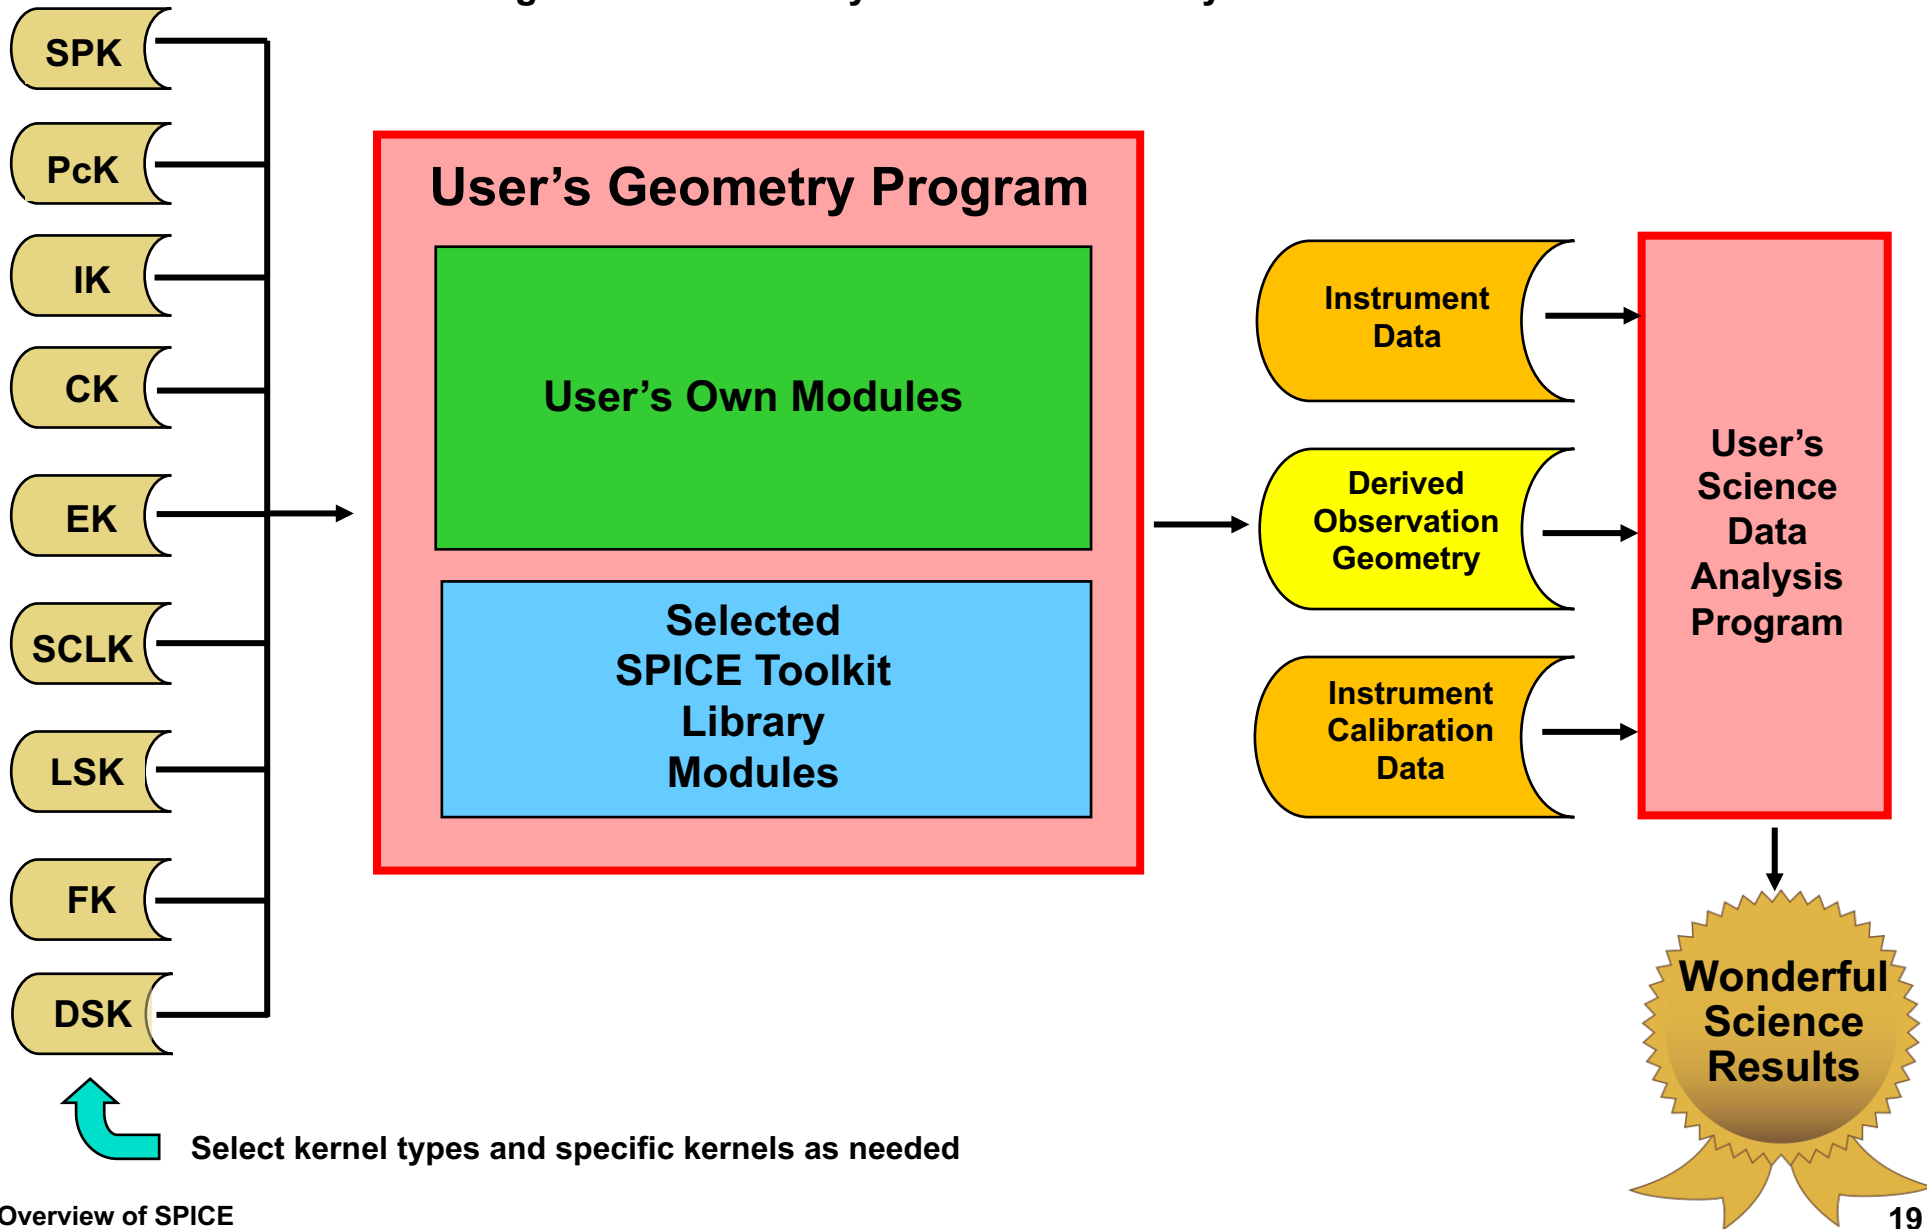 SPK
PcK
IK
CK
EK
SCLK
LSK
FK
DSK
User’s Geometry Program
User’s Own Modules
Selected
SPICE Toolkit
Library
Modules
Instrument
Data
Derived
Observation
Geometry
Instrument
Calibration
Data
User’s
Science
Data
Analysis
Program
Wonderful
Science
Results
Select kernel types and specific kernels as needed
Overview of SPICE
19